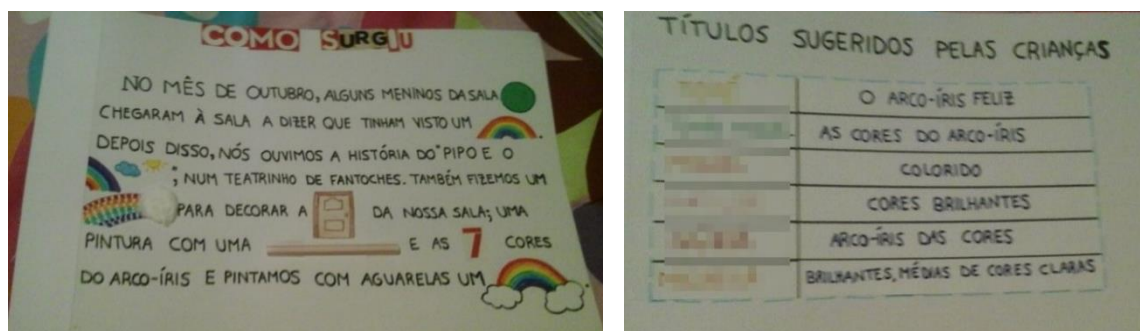 COMO SURGIU
NO MÊS DE OUTUBRO, ALGUNS MENINOS DA SALA
CHEGARAM À SALA A DIZER QUE TINHAM VISTO UM .
DEPOIS DISSO, NÓS OUVIMOS A HISTÓRIA DO "PIPO E O
", NUM TEATRINHO DE FANTOCHES. TAMBÉM FIZEMOS UM
PARA DECORAR A DA NOSSA SALA; UMA
PINTURA COM UMA E AS 7 CORES
DO ARCO-ÍRIS E PINTAMOS COM AGUARELAS UM .
TÍTULOS SUGERIDOS PELAS CRIANÇAS
O ARCO-ÍRIS FELIZ
AS CORES DO ARCO-ÍRIS
COLORIDO
CORES BRILHANTES
ARCO-ÍRIS DAS CORES
BRILHANTES, MÉDIAS DE CORES CLARAS